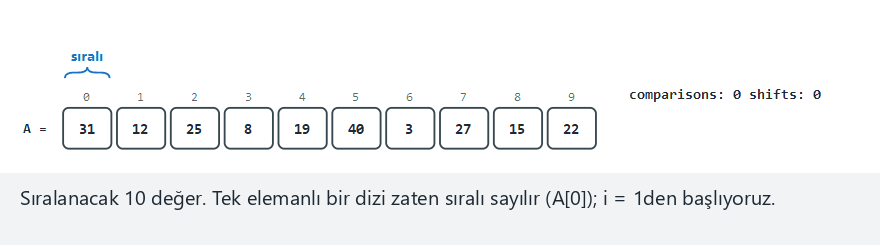 sıralı
0 1 2 3 4 5 6 7 8 9
comparisons: 0 shifts: 0
A = 31 12 25 8 19 40 3 27 15 22
Sıralanacak 10 değer. Tek elemanlı bir dizi zaten sıralı sayılır (A[0]); i = 1den başlıyoruz.